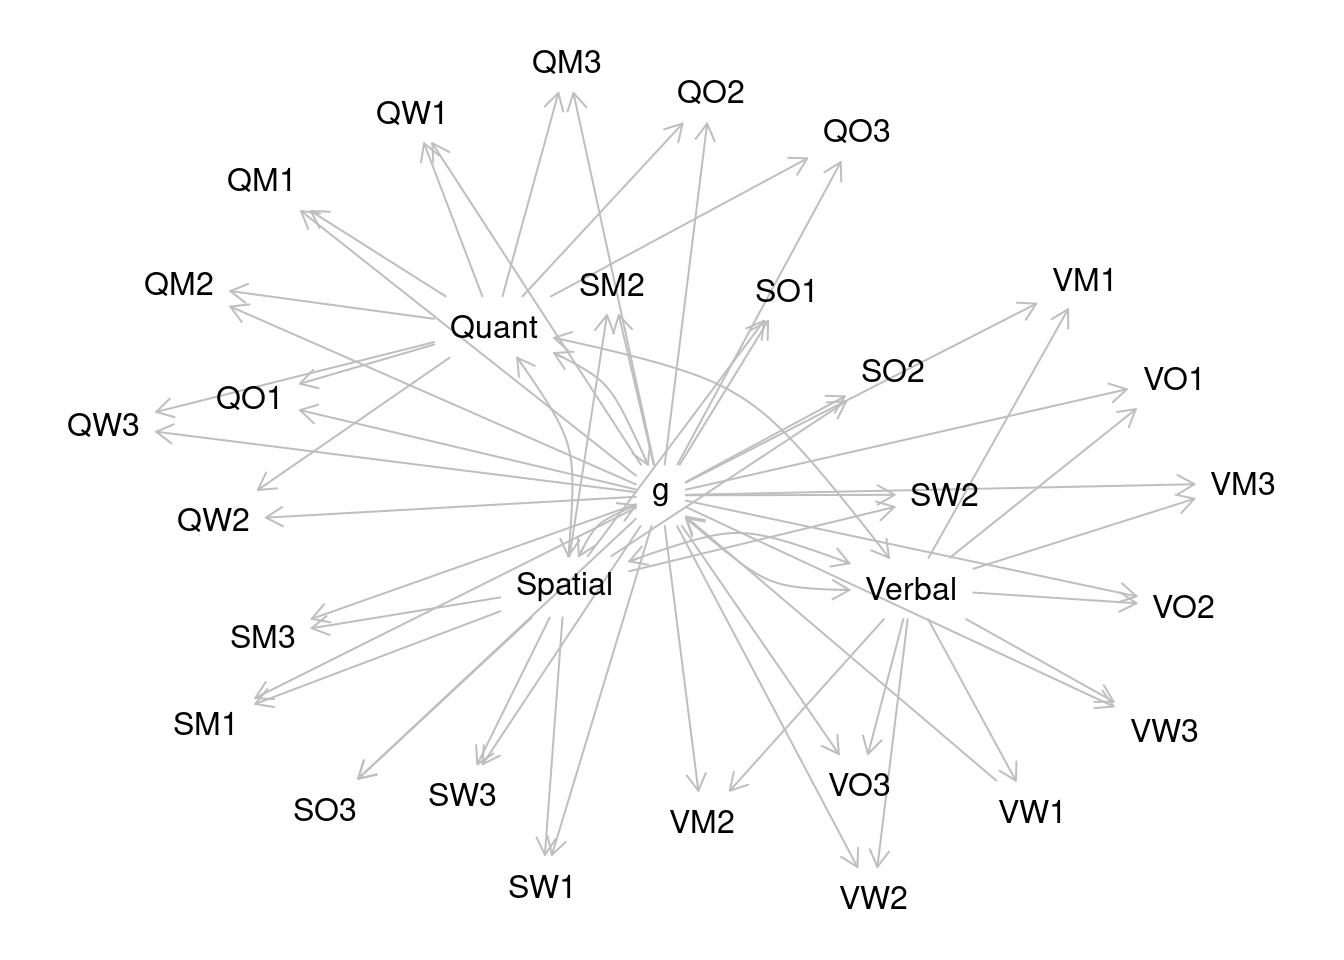 QM3
QO2
QW1
QO3
QM1
QM2
SM2
SO1
VM1
Quant
SO2
VO1
QO1
QW3
g
SW2
VM3
QW2
Spatial
Verbal
VO2
SM3
SM1
VW3
SW3
VO3
SO3
VM2
VW1
SW1
VW2